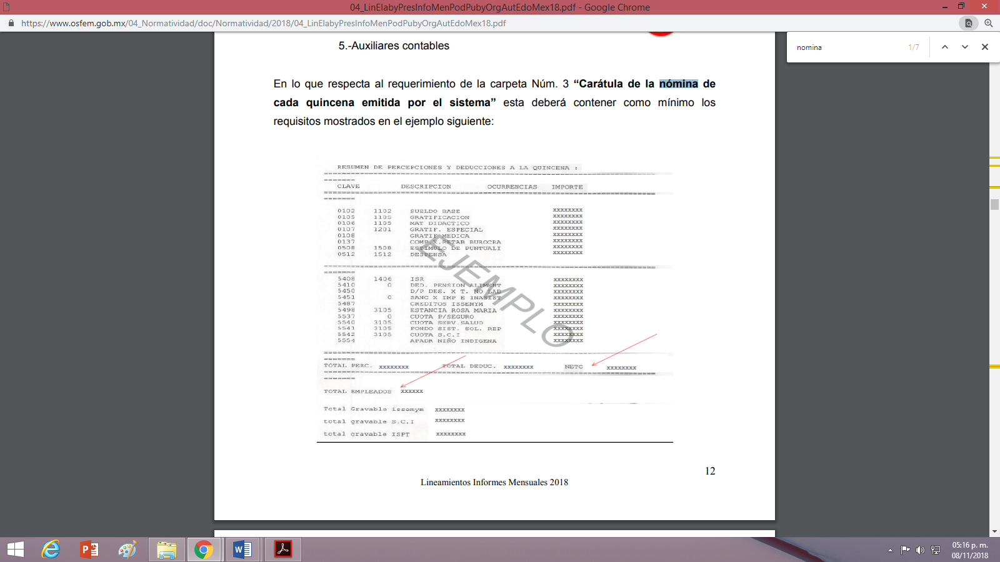 04_LinElabyPresInfoMenPodPubyOrgAutEdoMex18.pdf - Google Chrome
https://www.osfem.gob.mx/04_Normatividad/doc/Normatividad/2018/04_LinElabyPresInfoMenPodPubyOrgAutEdoMex18.pdf
nomina 1/7
5.-Auxiliares contables
En lo que respecta al requerimiento de la carpeta Núm. 3 “Carátula de la nómina de
cada quincena emitida por el sistema” esta deberá contener como mínimo los
requisitos mostrados en el ejemplo siguiente:
RESUMEN DE PERCEPCIONES Y DEDUCCIONES A LA QUINCENA :
CLAVE DESCRIPCION OCURRENCIAS IMPORTE
0102 1102 SUELDO BASE XXXXXXXX
0105 1105 GRATIFICACION XXXXXXXX
0106 1105 MAT DIDACTICO XXXXXXXX
0107 1201 GRATIF. ESPECIAL XXXXXXXX
0108 GRATIF MEDICA XXXXXXXX
0137 COMP.X.RETAB BUROCRA XXXXXXXX
0508 1508 ESTIMULO DE PUNTUALI XXXXXXXX
0512 1512 DESPENSA XXXXXXXX
EJEMPLO
5408 1406 ISR XXXXXXXX
5410 0 DED. PENSION ALIMENT XXXXXXXX
5450 D/P DES. X T. NO LAB XXXXXXXX
5451 0 SANC X IMP E INASIST XXXXXXXX
5487 CREDITOS ISSEMYM XXXXXXXX
5498 3105 ESTANCIA ROSA MARIA XXXXXXXX
5537 0 CUOTA P/SEGURO XXXXXXXX
5540 3105 CUOTA SERV.SALUD XXXXXXXX
5541 3105 FONDO SIST. SOL. REP XXXXXXXX
5542 3105 CUOTA S.C.I XXXXXXXX
5554 APADR NIÑO INDIGENA XXXXXXXX
TOTAL PERC. XXXXXXXX TOTAL DEDUC. XXXXXXXX NETO XXXXXXXX
TOTAL EMPLEADOS XXXXXX
Total Gravable issemym XXXXXXXX
total gravable S.C.I XXXXXXXX
total gravable ISPT XXXXXXXX
12
Lineamientos Informes Mensuales 2018
05:16 p. m.
08/11/2018